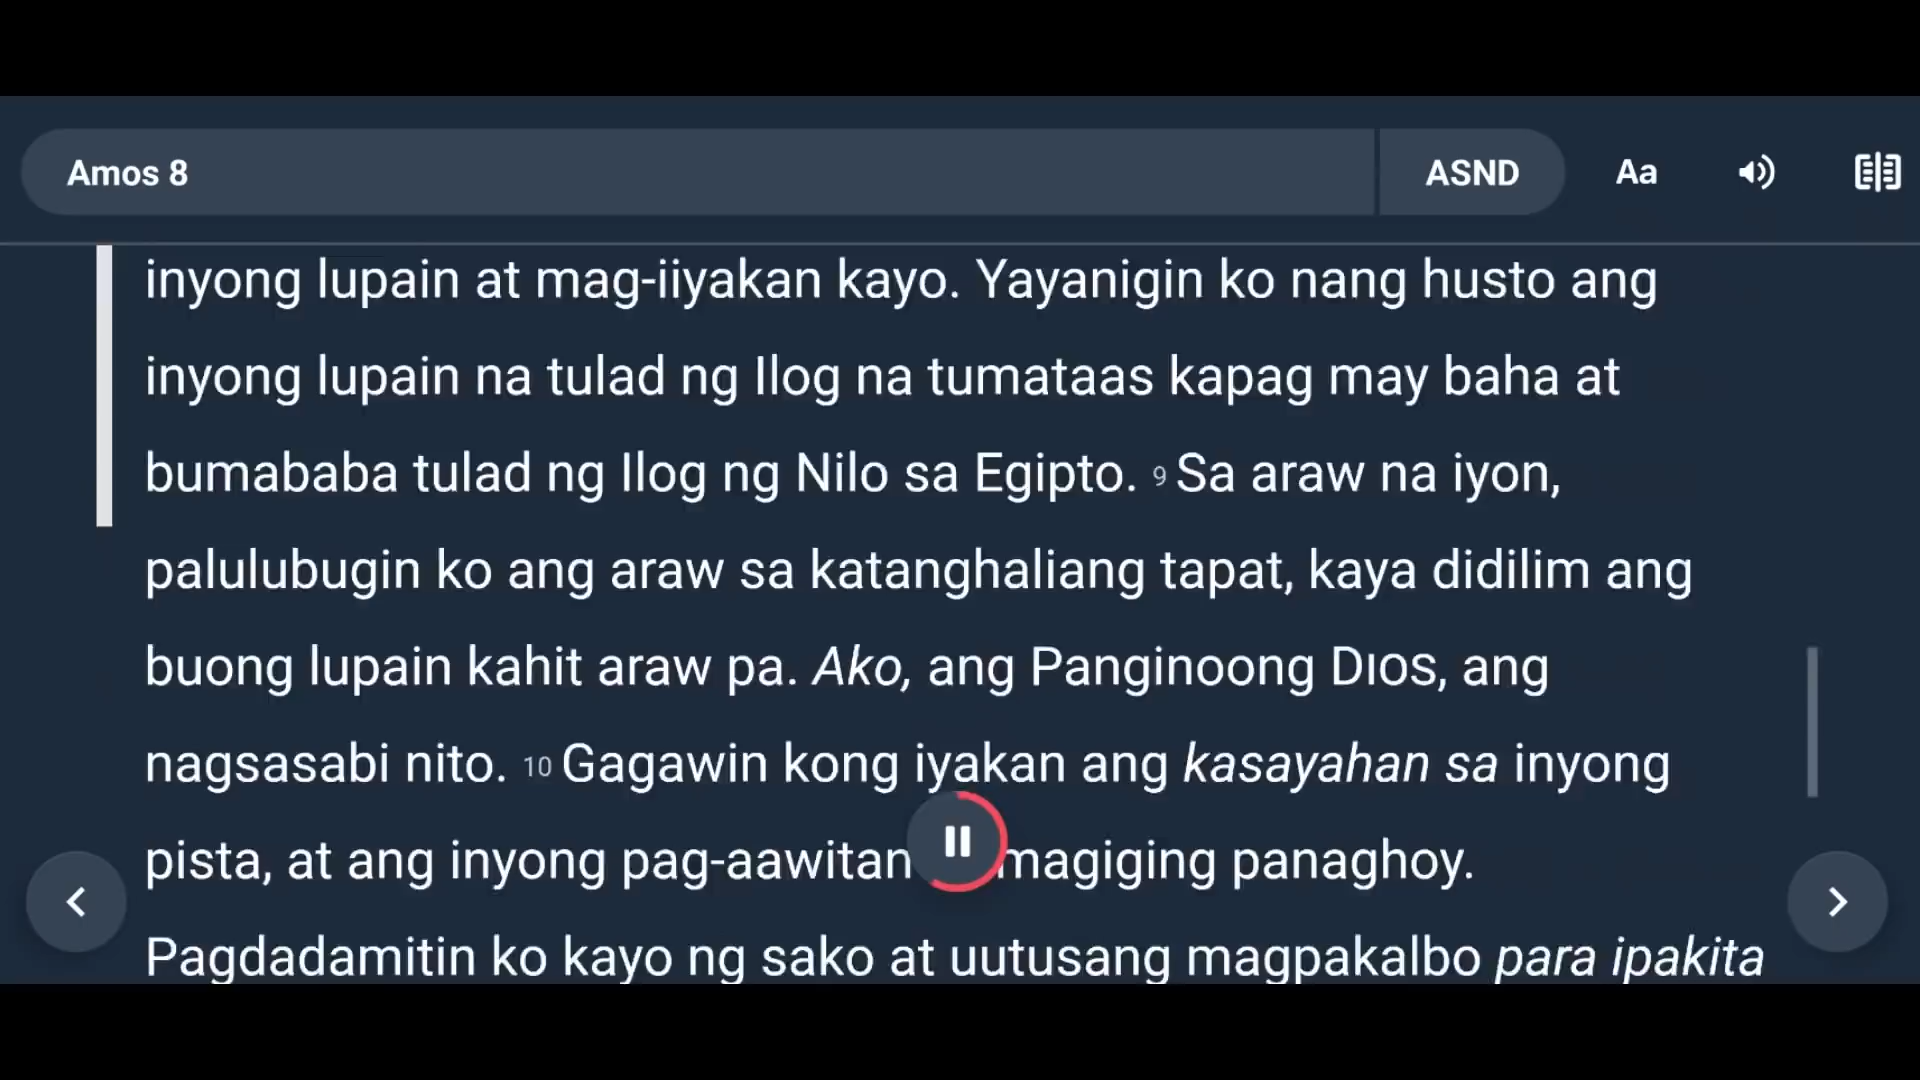 Amos 8 ASND Aa
inyong lupain at mag-iiyakan kayo. Yayanigin ko nang husto ang
inyong lupain na tulad ng Ilog na tumataas kapag may baha at
bumababa tulad ng Ilog ng Nilo sa Egipto. 9 Sa araw na iyon,
palulubugin ko ang araw sa katanghaliang tapat, kaya didilim ang
buong lupain kahit araw pa. Ako, ang Panginoong DIOS, ang
nagsasabi nito. 10 Gagawin kong iyakan ang kasayahan sa inyong
pista, at ang inyong pag-aawitan magiging panaghoy.
Pagdadamitin ko kayo ng sako at uutusang magpakalbo para ipakita